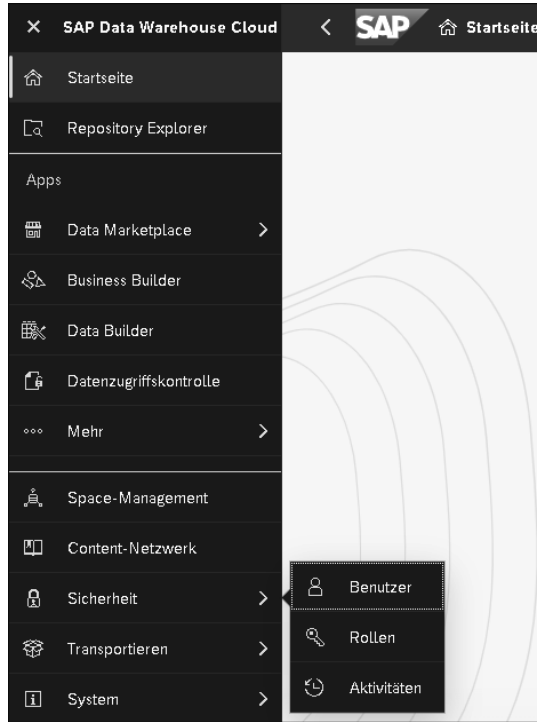 SAP Data Warehouse Cloud
SAP Startseite
Startseite
Repository Explorer
Apps
Data Marketplace
Business Builder
Data Builder
Datenzugriffskontrolle
Mehr
Space-Management
Content-Netzwerk
Sicherheit
Transportieren
System
Benutzer
Rollen
Aktivitäten